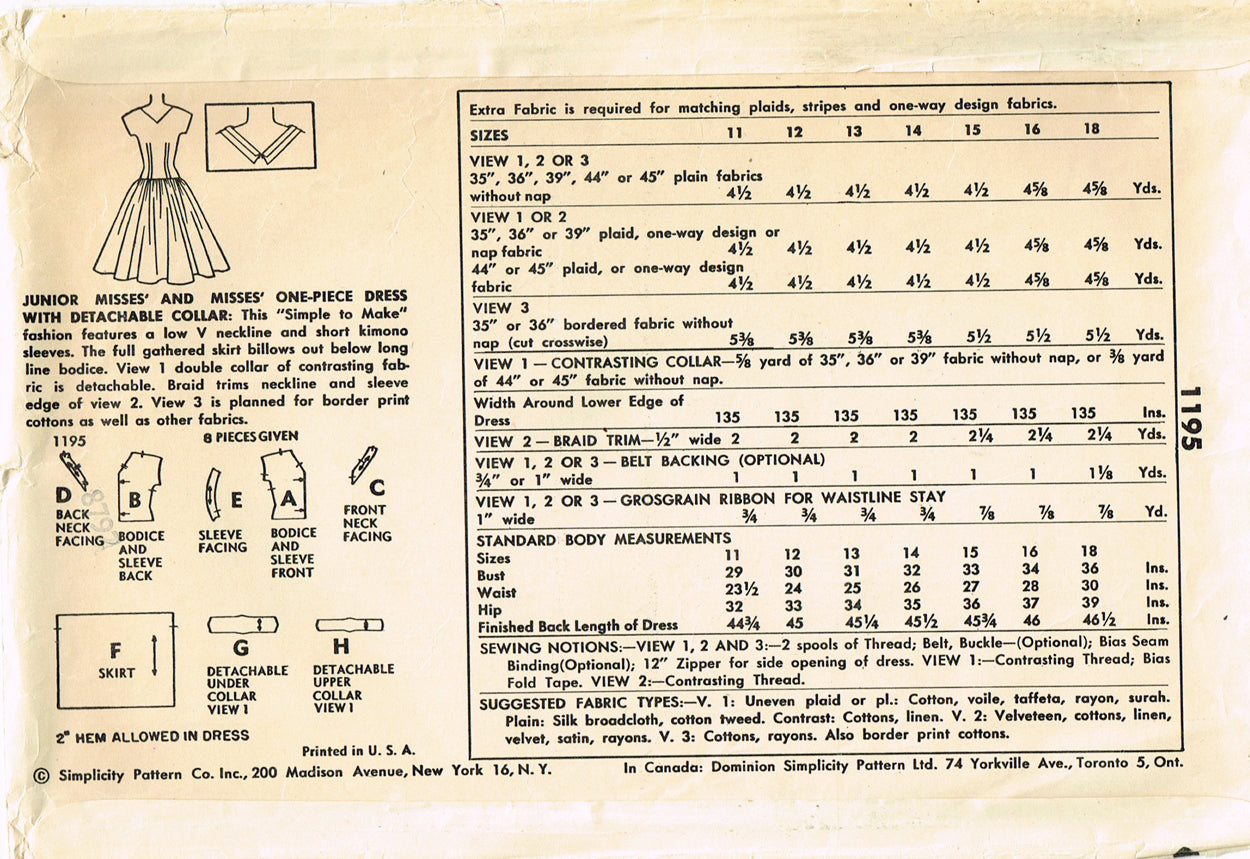 JUNIOR MISSES' AND MISSES' ONE-PIECE DRESS
WITH DETACHABLE COLLAR: This "Simple to Make"
fashion features a low V neckline and short kimono
sleeves. The full gathered skirt billows out below long
line bodice. View 1 double collar of contrasting fab-
ric is detachable. Braid trims neckline and sleeve
edge of view 2. View 3 is planned for border print
cottons as well as other fabrics.
1195
8 PIECES GIVEN
D
BACK
NECK
FACING
8792
B
BODICE
AND
SLEEVE
BACK
E
SLEEVE
FACING
A
BODICE
AND
SLEEVE
FRONT
C
FRONT
NECK
FACING
F
SKIRT
G
DETACHABLE
UNDER
COLLAR
VIEW 1
H
DETACHABLE
UPPER
COLLAR
VIEW 1
2" HEM ALLOWED IN DRESS
Printed in U. S. A.
Extra Fabric is required for matching plaids, stripes and one-way design fabrics.
SIZES 11 12 13 14 15 16 18
VIEW 1, 2 OR 3
35", 36", 39", 44" or 45" plain fabrics
without nap 4½ 4½ 4½ 4½ 4½ 4⅝ 4⅝ Yds.
VIEW 1 OR 2
35", 36" or 39" plaid, one-way design or
nap fabric 4½ 4½ 4½ 4½ 4½ 4⅝ 4⅝ Yds.
44" or 45" plaid, or one-way design
fabric 4½ 4½ 4½ 4½ 4½ 4⅝ 4⅝ Yds.
VIEW 3
35" or 36" bordered fabric without
nap (cut crosswise) 5⅜ 5⅜ 5⅜ 5⅜ 5½ 5½ 5½ Yds.
VIEW 1 – CONTRASTING COLLAR—⅝ yard of 35", 36" or 39" fabric without nap, or ⅜ yard
of 44" or 45" fabric without nap.
Width Around Lower Edge of
Dress 135 135 135 135 135 135 135 Ins.
VIEW 2 – BRAID TRIM—½" wide 2 2 2 2 2¼ 2¼ 2¼ Yds.
VIEW 1, 2 OR 3 – BELT BACKING (OPTIONAL)
¾" or 1" wide 1 1 1 1 1 1 1⅛ Yds.
VIEW 1, 2 OR 3 – GROSGRAIN RIBBON FOR WAISTLINE STAY
1" wide ¾ ¾ ¾ ¾ ⅞ ⅞ ⅞ Yd.
STANDARD BODY MEASUREMENTS
Sizes 11 12 13 14 15 16 18
Bust 29 30 31 32 33 34 36 Ins.
Waist 23½ 24 25 26 27 28 30 Ins.
Hip 32 33 34 35 36 37 39 Ins.
Finished Back Length of Dress 44¾ 45 45¼ 45½ 45¾ 46 46½ Ins.
SEWING NOTIONS:—VIEW 1, 2 AND 3:—2 spools of Thread; Belt, Buckle—(Optional); Bias Seam
Binding(Optional); 12" Zipper for side opening of dress. VIEW 1:—Contrasting Thread; Bias
Fold Tape. VIEW 2:—Contrasting Thread.
SUGGESTED FABRIC TYPES:—V. 1: Uneven plaid or pl.: Cotton, voile, taffeta, rayon, surah.
Plain: Silk broadcloth, cotton tweed. Contrast: Cottons, linen. V. 2: Velveteen, cottons, linen,
velvet, satin, rayons. V. 3: Cottons, rayons. Also border print cottons.
1195
© Simplicity Pattern Co. Inc., 200 Madison Avenue, New York 16, N. Y.
In Canada: Dominion Simplicity Pattern Ltd. 74 Yorkville Ave., Toronto 5, Ont.